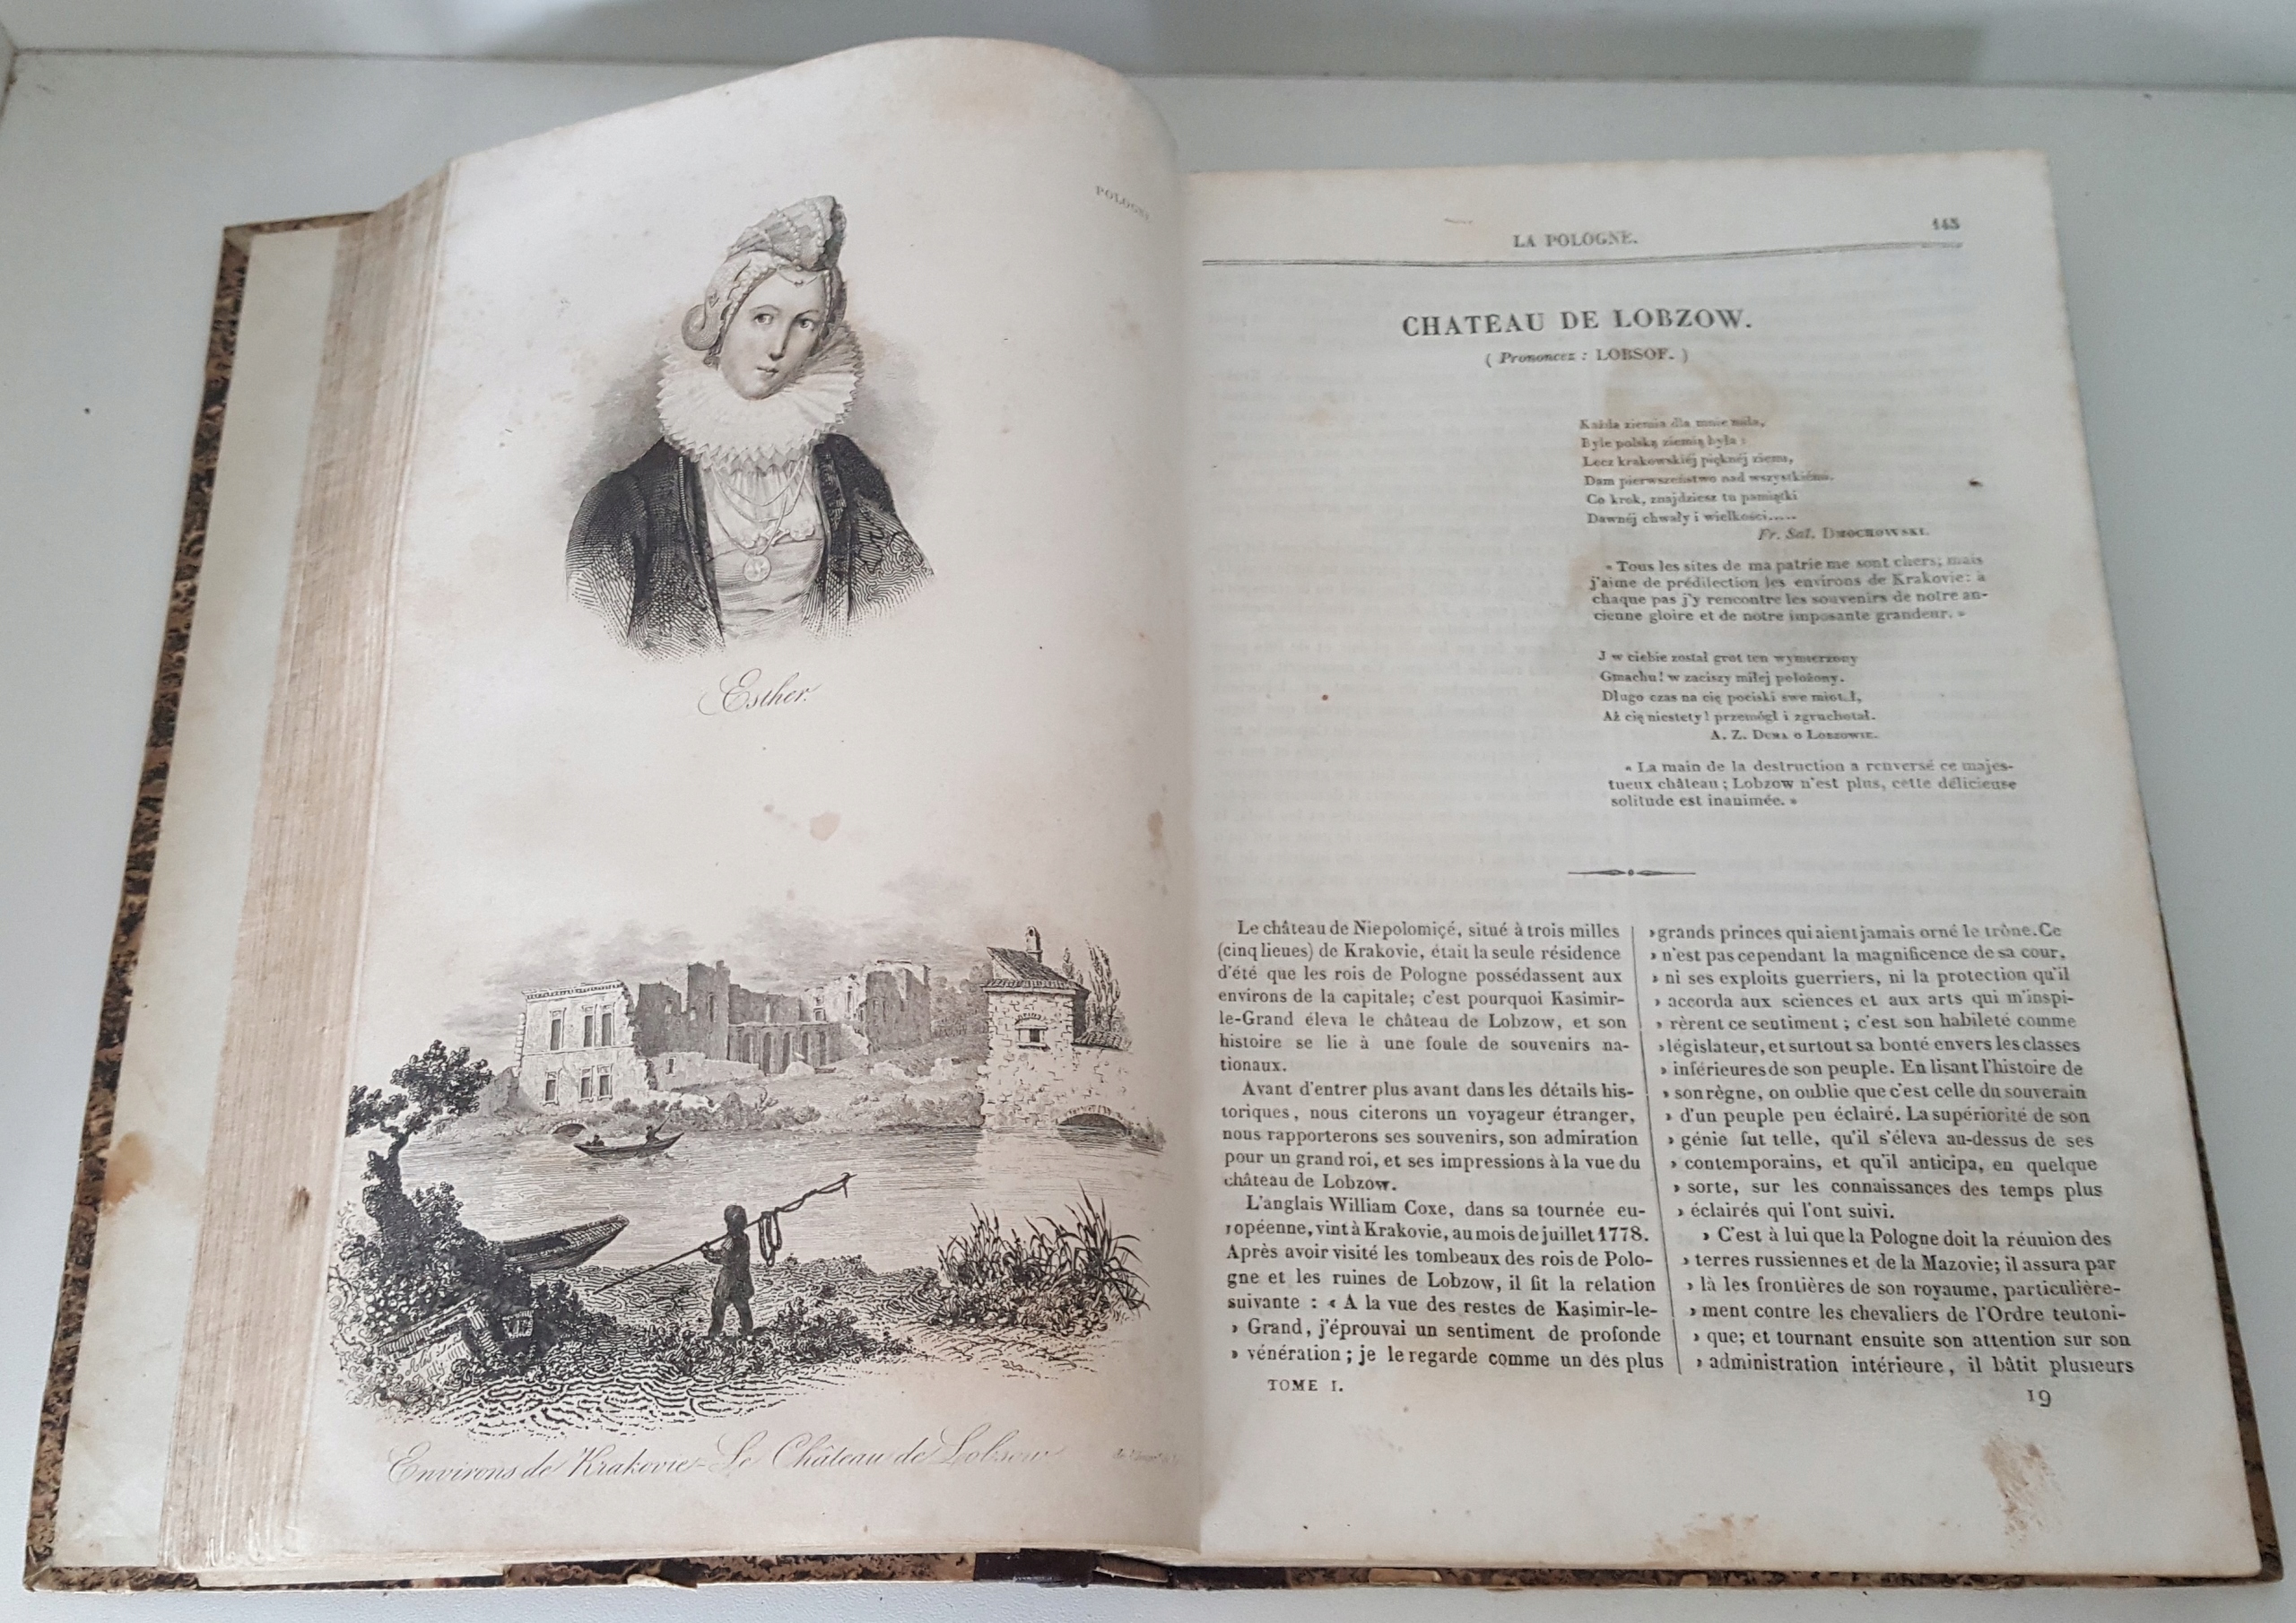 POLOGNE
Esther.
Environs de Krakovie - Le Château de Lobzow
LA POLOGNE.
145
CHATEAU DE LOBZOW.
( Prononcez : LOBSOF. )
Każda ziemia dla mnie miła,
Byle polską ziemią była :
Lecz krakowskiéj pięknéj ziemi,
Dam pierwszeństwo nad wszystkiémi.
Co krok, znajdziesz tu pamiątki
Dawnéj chwały i wielkości.....
Fr. Sal. DMOCHOWSKI.
« Tous les sites de ma patrie me sont chers; mais
j'aime de prédilection les environs de Krakovie: à
chaque pas j'y rencontre les souvenirs de notre an-
cienne gloire et de notre imposante grandeur. »
J w ciebie został grot ten wymierzony
Gmachu! w zaciszy miłej położony.
Długo czas na cię pociski swe miotał,
Aż cię niestety! przemógł i zgruchotał.
A. Z. DUMA O LOBZOWIE.
« La main de la destruction a renversé ce majes-
tueux château ; Lobzow n'est plus, cette délicieuse
solitude est inanimée. »
Le château de Niepolomiçé, situé à trois milles
(cinq lieues) de Krakovie, était la seule résidence
d'été que les rois de Pologne possédassent aux
environs de la capitale; c'est pourquoi Kasimir-
le-Grand éleva le château de Lobzow, et son
histoire se lie à une foule de souvenirs na-
tionaux.
Avant d'entrer plus avant dans les détails his-
toriques, nous citerons un voyageur étranger,
nous rapporterons ses souvenirs, son admiration
pour un grand roi, et ses impressions à la vue du
château de Lobzow.
L'anglais William Coxe, dans sa tournée eu-
ropéenne, vint à Krakovie, au mois de juillet 1778.
Après avoir visité les tombeaux des rois de Polo-
gne et les ruines de Lobzow, il fit la relation
suivante : « A la vue des restes de Kasimir-le-
» Grand, j'éprouvai un sentiment de profonde
» vénération ; je le regarde comme un des plus
» grands princes qui aient jamais orné le trône. Ce
» n'est pas cependant la magnificence de sa cour,
» ni ses exploits guerriers, ni la protection qu'il
» accorda aux sciences et aux arts qui m'inspi-
» rèrent ce sentiment ; c'est son habileté comme
» législateur, et surtout sa bonté envers les classes
» inférieures de son peuple. En lisant l'histoire de
» son règne, on oublie que c'est celle du souverain
» d'un peuple peu éclairé. La supériorité de son
» génie fut telle, qu'il s'éleva au-dessus de ses
» contemporains, et qu'il anticipa, en quelque
» sorte, sur les connaissances des temps plus
» éclairés qui l'ont suivi.
» C'est à lui que la Pologne doit la réunion des
» terres russiennes et de la Mazovie; il assura par
» là les frontières de son royaume, particulière-
» ment contre les chevaliers de l'Ordre teutoni-
» que; et tournant ensuite son attention sur son
» administration intérieure, il bâtit plusieurs
TOME I.
19